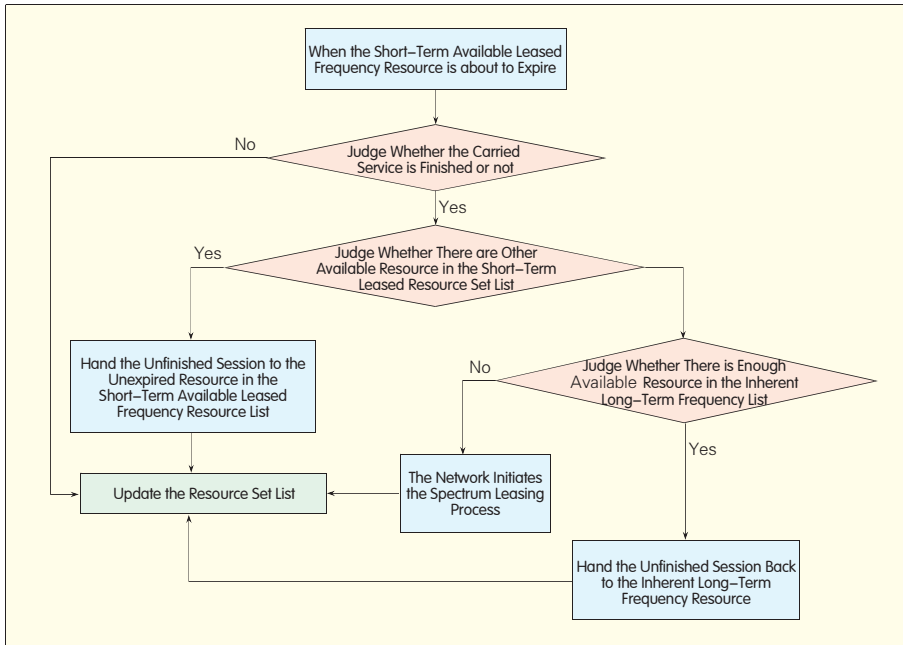 When the Short-Term Available Leased
Frequency Resource is about to Expire
No
Judge Whether the Carried
Service is Finished or not
Yes
Yes
Judge Whether There are Other
Available Resource in the Short-Term
Leased Resource Set List
Hand the Unfinished Session to the
Unexpired Resource in the
Short-Term Available Leased
Frequency Resource List
No
Judge Whether There is Enough
Available Resource in the Inherent
Long-Term Frequency List
Yes
Update the Resource Set List
The Network Initiates
the Spectrum Leasing
Process
Hand the Unfinished Session Back
to the Inherent Long-Term
Frequency Resource